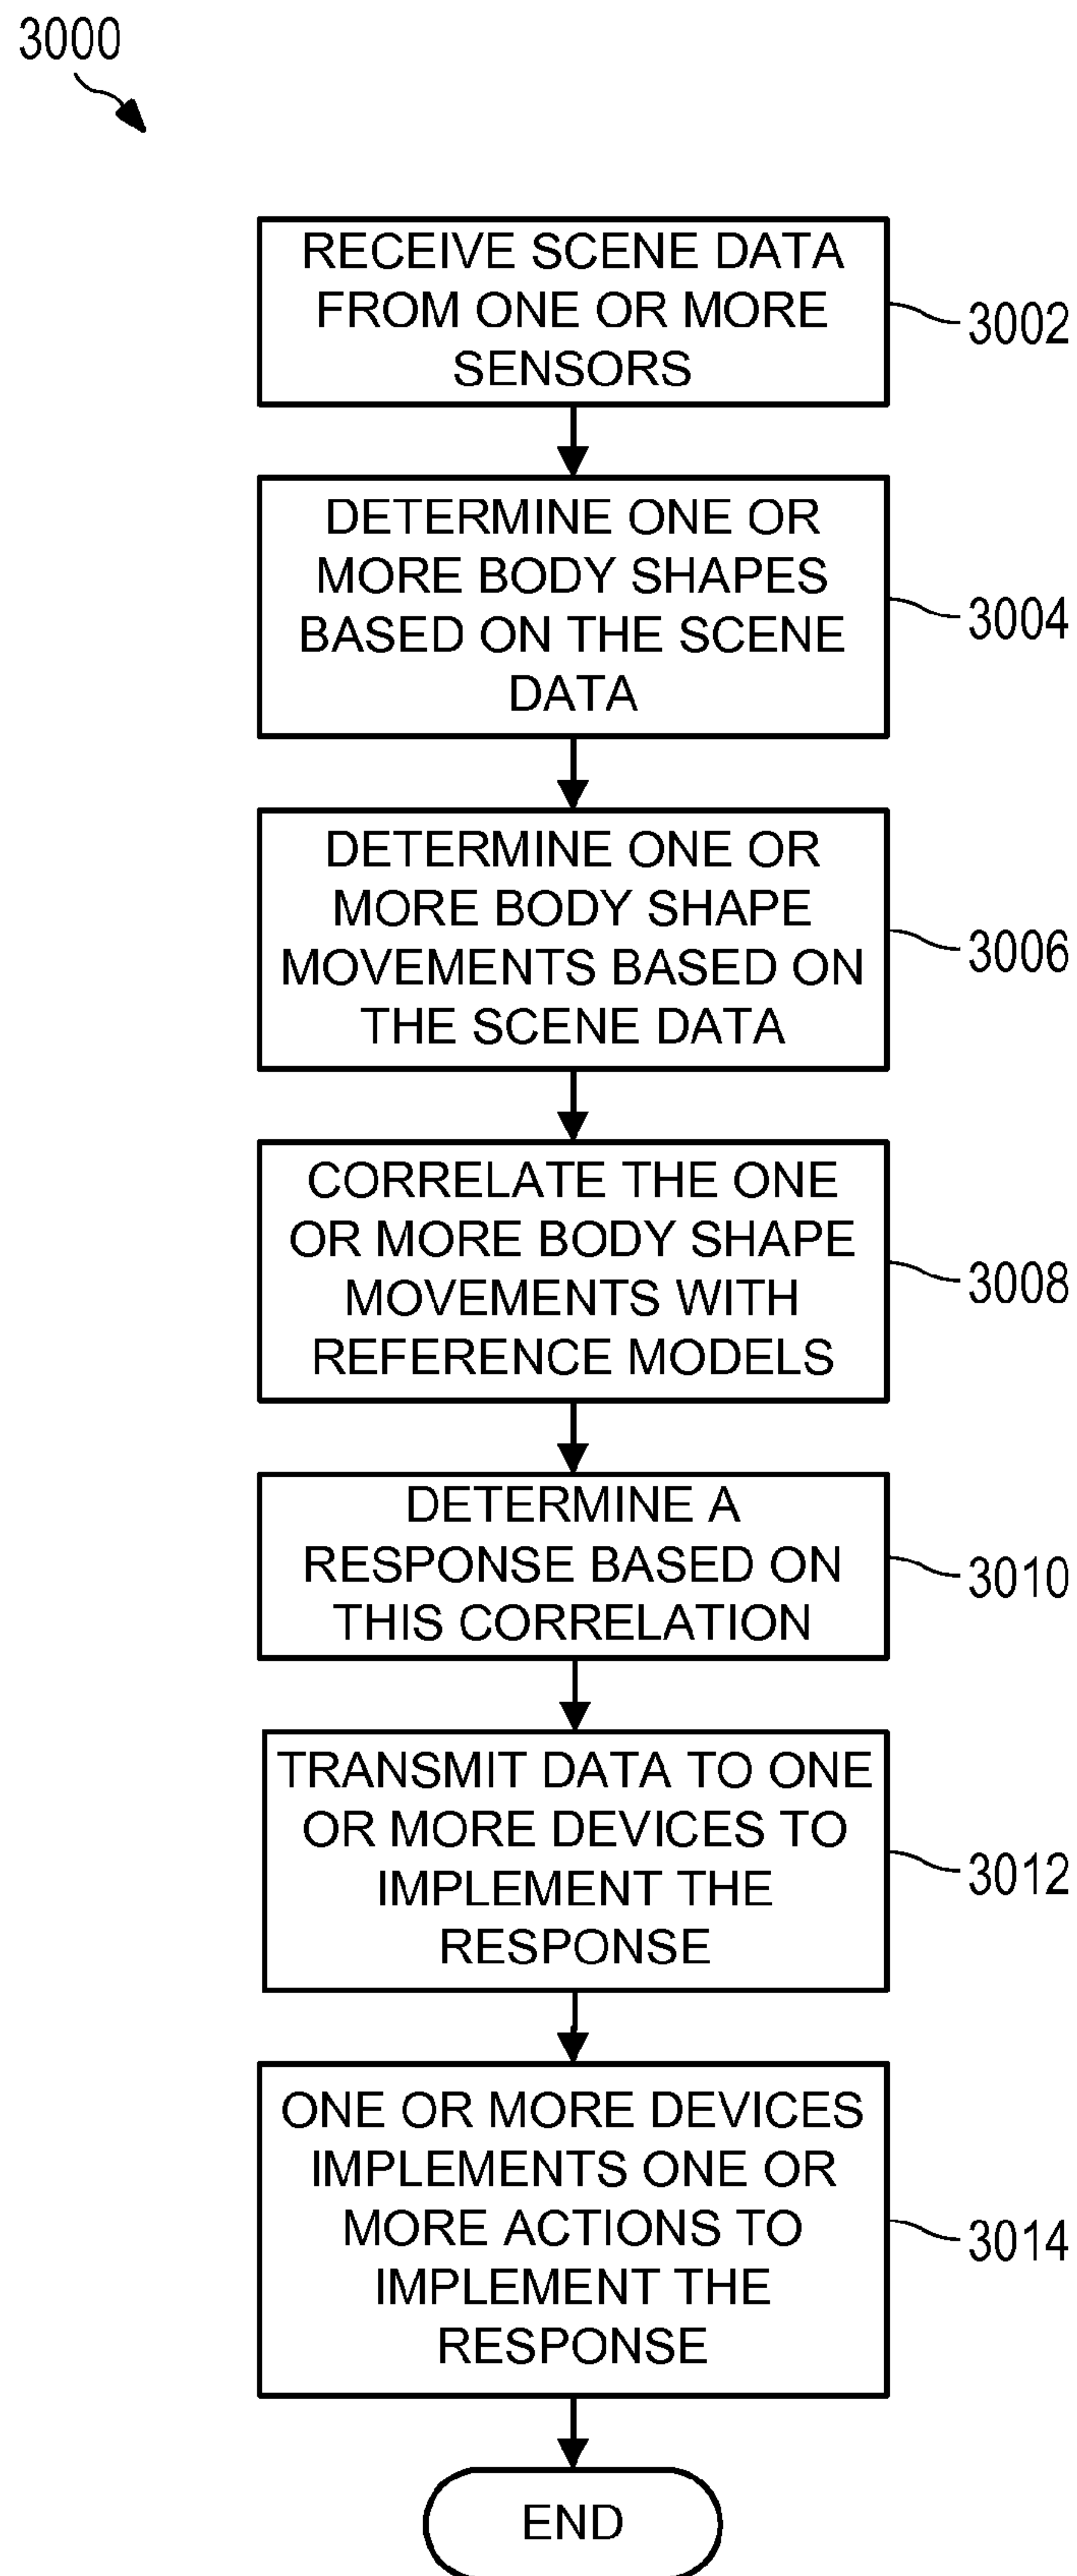 3000
RECEIVE SCENE DATA
FROM ONE OR MORE
SENSORS
3002
DETERMINE ONE OR
MORE BODY SHAPES
BASED ON THE SCENE
DATA
3004
DETERMINE ONE OR
MORE BODY SHAPE
MOVEMENTS BASED ON
THE SCENE DATA
3006
CORRELATE THE ONE
OR MORE BODY SHAPE
MOVEMENTS WITH
REFERENCE MODELS
3008
DETERMINE A
RESPONSE BASED ON
THIS CORRELATION
3010
TRANSMIT DATA TO ONE
OR MORE DEVICES TO
IMPLEMENT THE
RESPONSE
3012
ONE OR MORE DEVICES
IMPLEMENTS ONE OR
MORE ACTIONS TO
IMPLEMENT THE
RESPONSE
3014
END